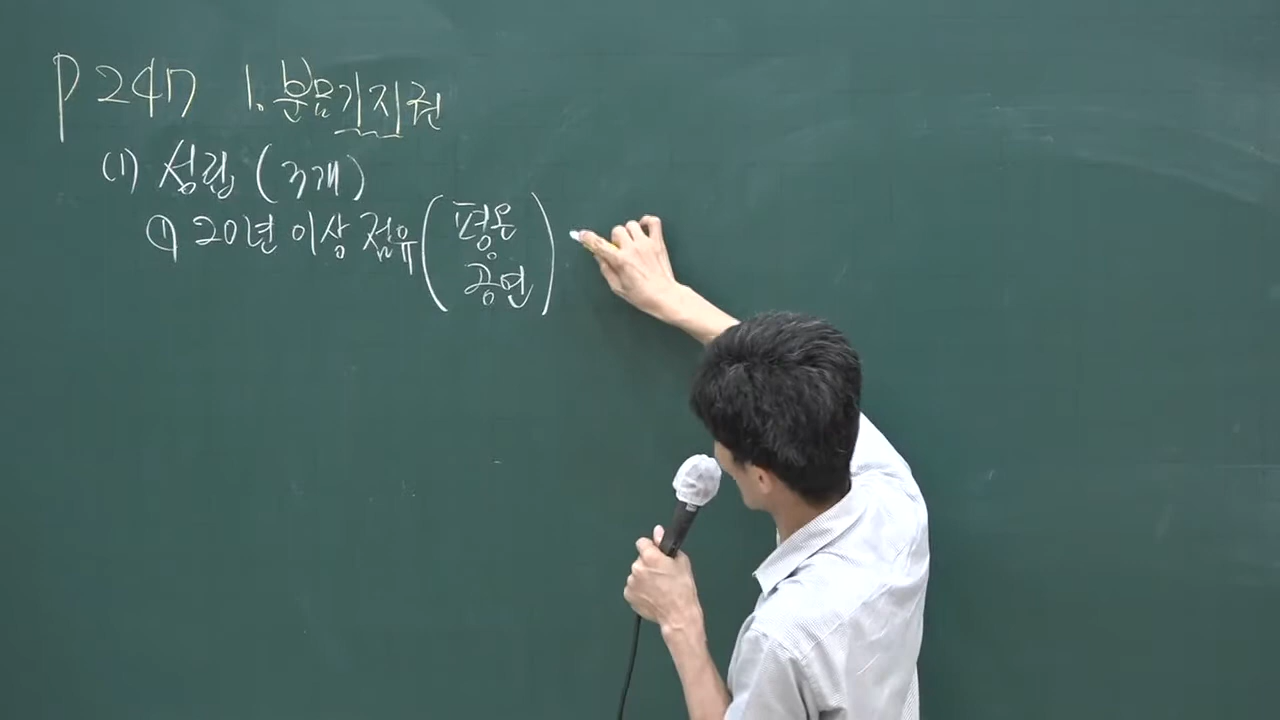 P 247 1. 분묘기지권
(1) 성립 (3개)
① 20년 이상 점유 (평온
공연)